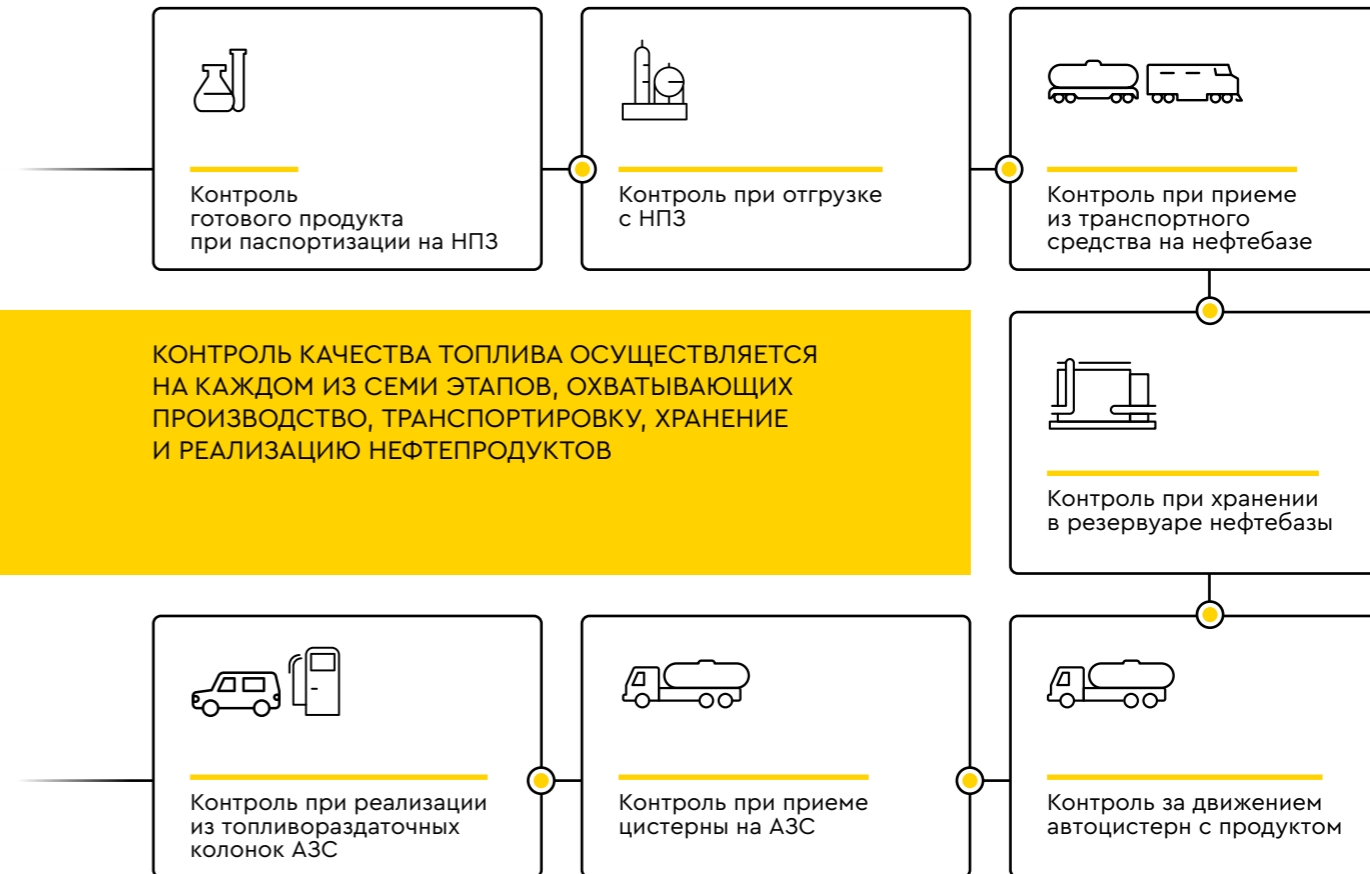 Контроль
готового продукта
при паспортизации на НПЗ
Контроль при отгрузке
с НПЗ
Контроль при приеме
из транспортного
средства на нефтебазе
КОНТРОЛЬ КАЧЕСТВА ТОПЛИВА ОСУЩЕСТВЛЯЕТСЯ
НА КАЖДОМ ИЗ СЕМИ ЭТАПОВ, ОХВАТЫВАЮЩИХ
ПРОИЗВОДСТВО, ТРАНСПОРТИРОВКУ, ХРАНЕНИЕ
И РЕАЛИЗАЦИЮ НЕФТЕПРОДУКТОВ
Контроль при хранении
в резервуаре нефтебазы
Контроль при реализации
из топливораздаточных
колонок АЗС
Контроль при приеме
цистерны на АЗС
Контроль за движением
автоцистерн с продуктом